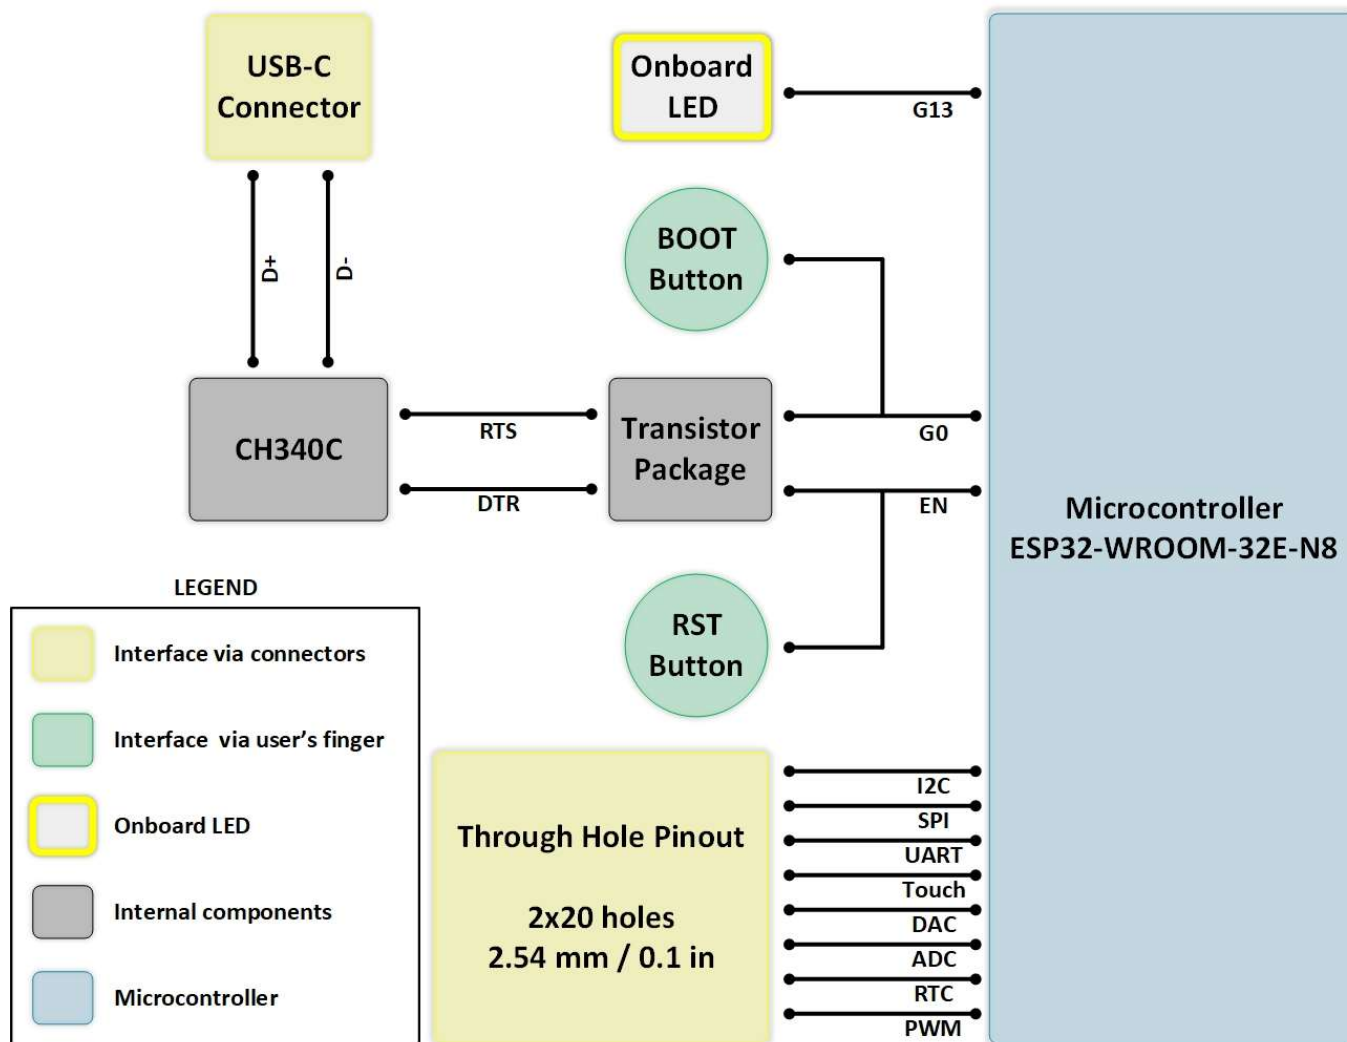 USB-C
Connector
Onboard
LED
G13
BOOT
Button
D+
D-
CH340C
RTS
DTR
Transistor
Package
G0
EN
Microcontroller
ESP32-WROOM-32E-N8
RST
Button
LEGEND
Interface via connectors
Interface via user’s finger
Onboard LED
Internal components
Microcontroller
Through Hole Pinout
2x20 holes
2.54 mm / 0.1 in
I2C
SPI
UART
Touch
DAC
ADC
RTC
PWM